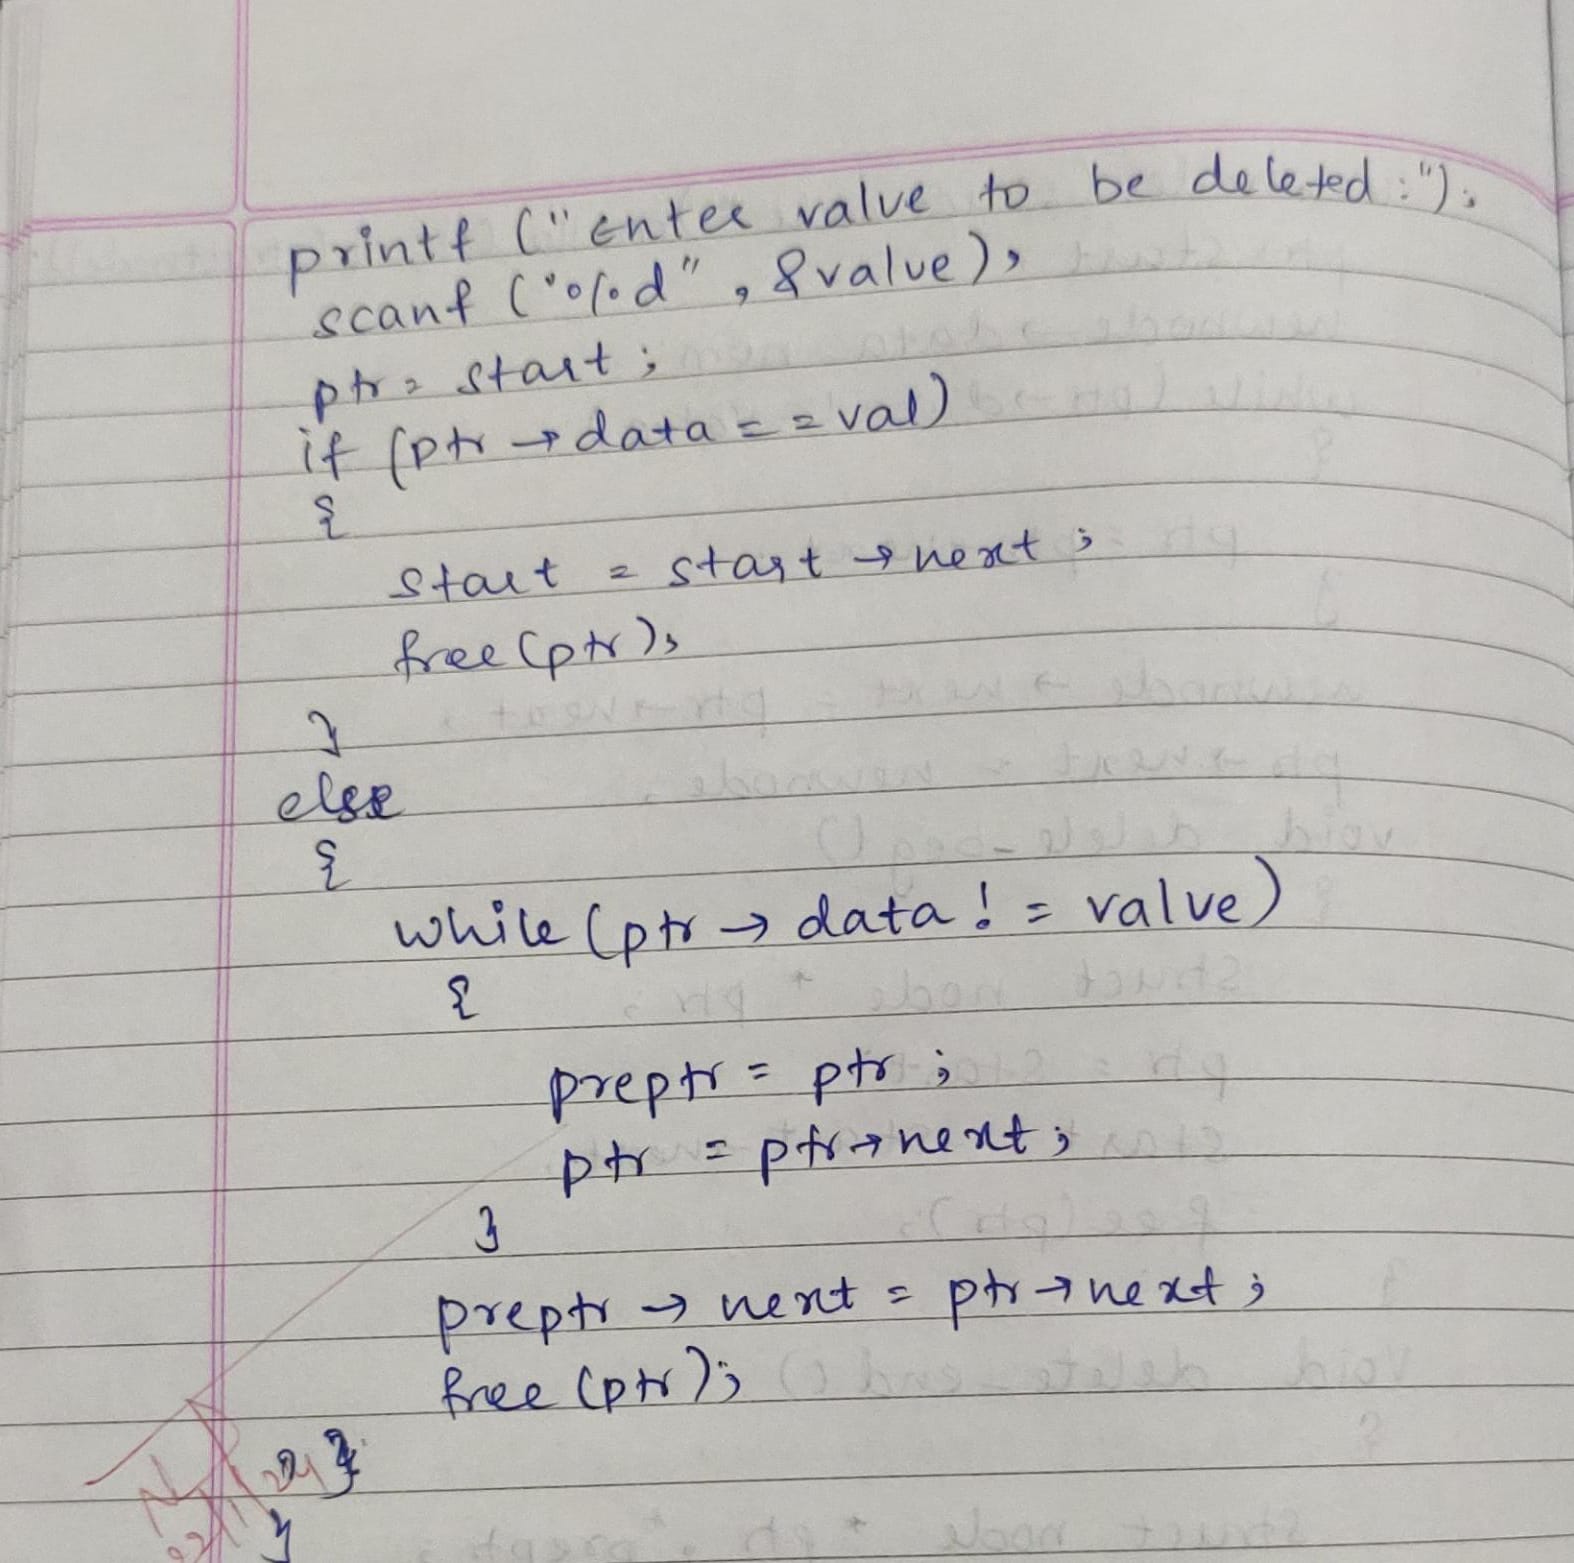 printf ("Enter value to be deleted:");
scanf ("%d", &value);
ptr = start;
if (ptr → data == val)
{
start = start → next;
free (ptr);
}
else
{
while (ptr → data != value)
{
preptr = ptr;
ptr = ptr → next;
}
preptr → next = ptr → next;
free (ptr);
}
}